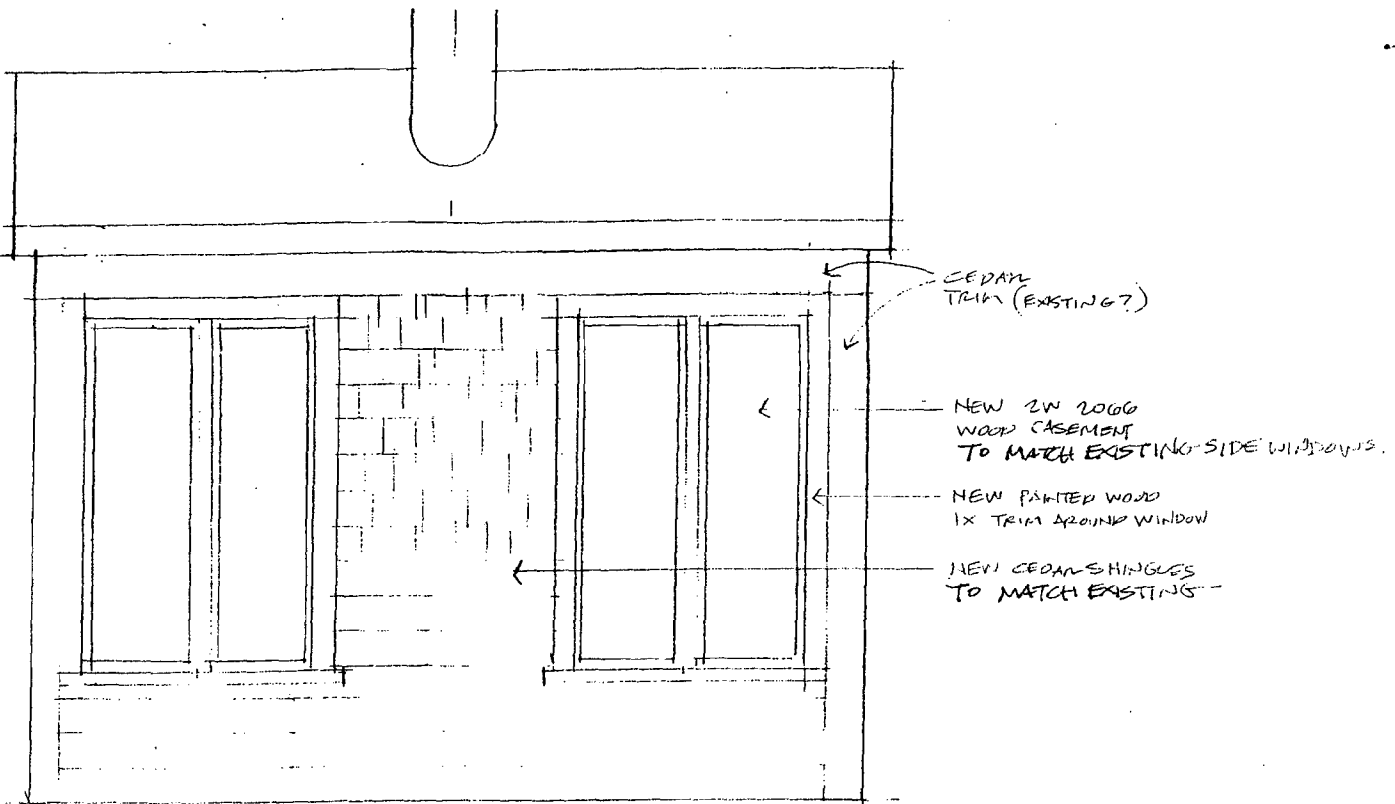 CEDAR
TRIM (EXISTING?)
NEW 2W 2066
WOOD CASEMENT
TO MATCH EXISTING SIDE WINDOWS.
NEW PAINTED WOOD
1X TRIM AROUND WINDOW
NEW CEDAR SHINGLES
TO MATCH EXISTING